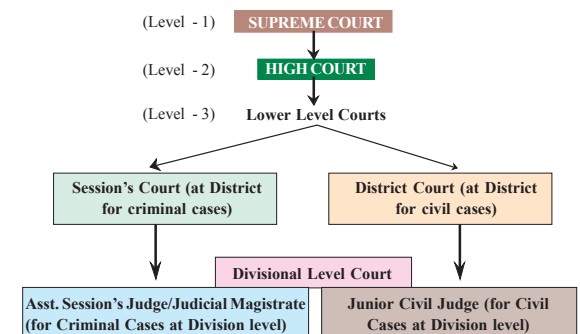 (Level - 1) SUPREME COURT
(Level - 2) HIGH COURT
(Level - 3) Lower Level Courts
Session's Court (at District
for criminal cases)
District Court (at District
for civil cases)
Divisional Level Court
Asst. Session's Judge/Judicial Magistrate
(for Criminal Cases at Division level)
Junior Civil Judge (for Civil
Cases at Division level)